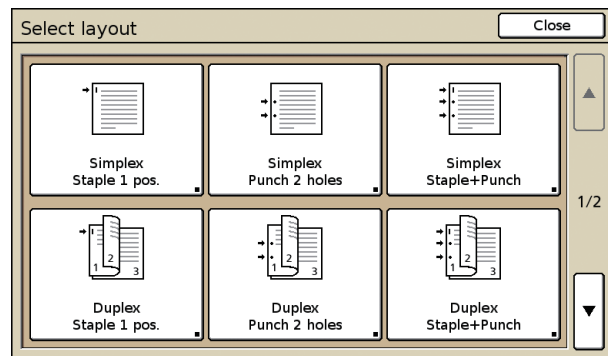 Select layout
Close
Simplex
Staple 1 pos.
Simplex
Punch 2 holes
Simplex
Staple+Punch
1/2
1
2
3
Duplex
Staple 1 pos.
1
2
3
Duplex
Punch 2 holes
1
2
3
Duplex
Staple+Punch